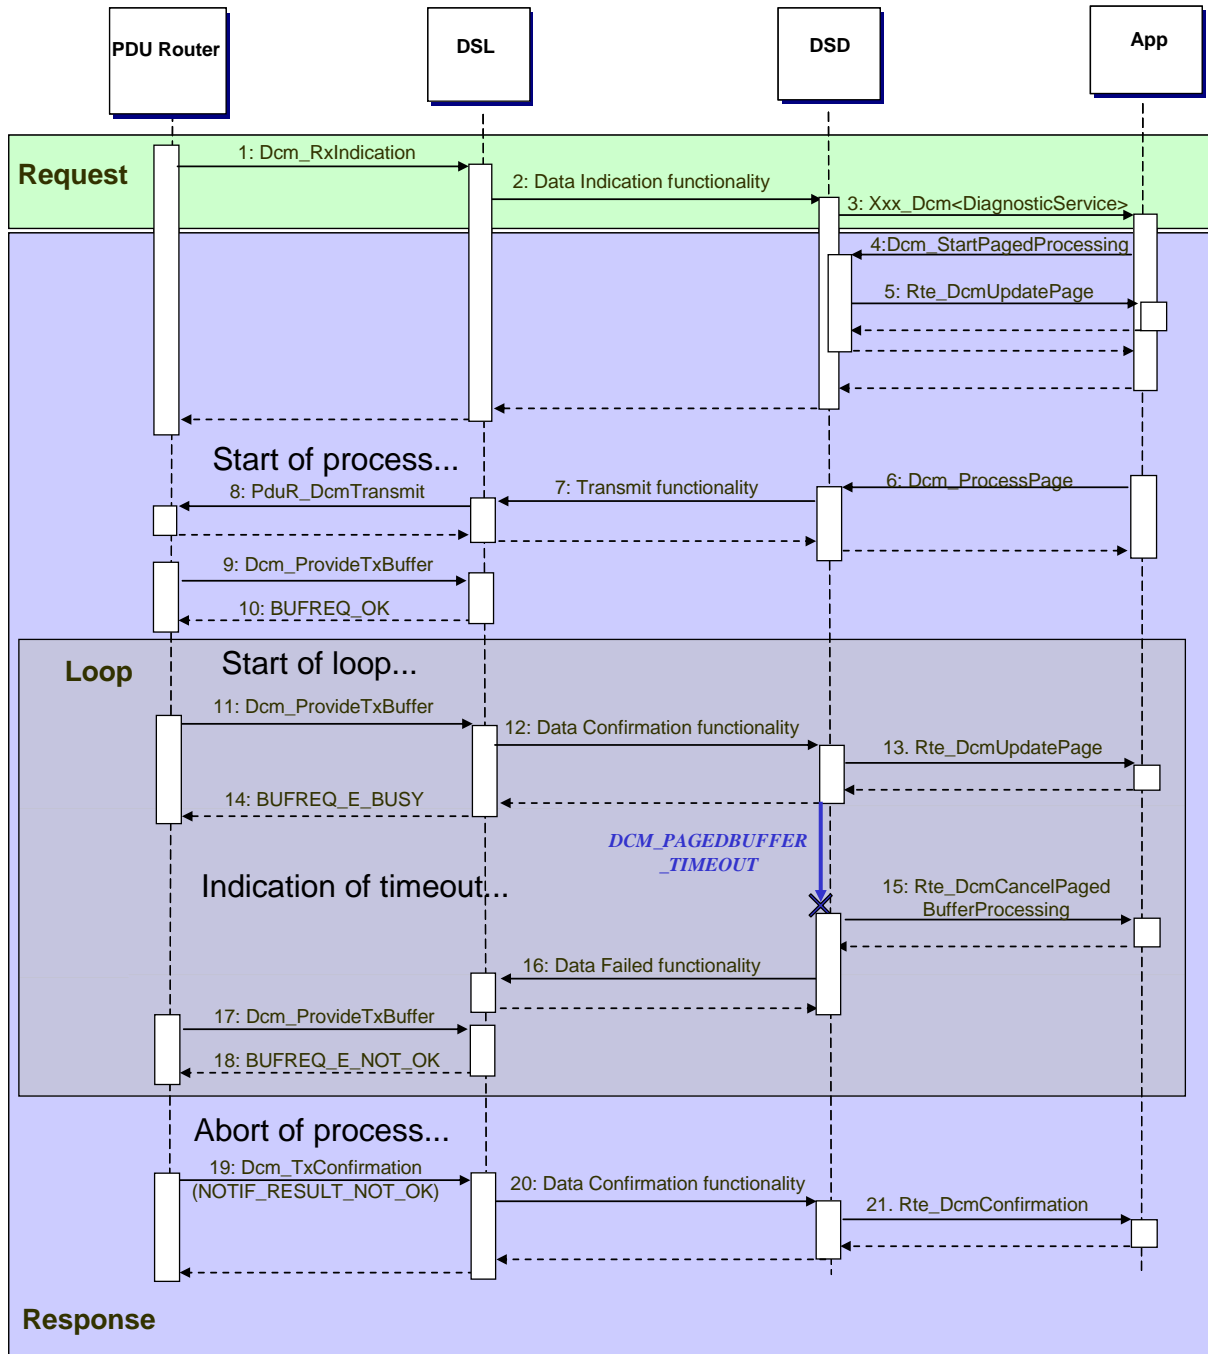 PDU Router
DSL
DSD
App
Request
1: Dcm_RxIndication
2: Data Indication functionality
3: Xxx_Dcm<DiagnosticService>
4:Dcm_StartPagedProcessing
5: Rte_DcmUpdatePage
Start of process...
6: Dcm_ProcessPage
7: Transmit functionality
8: PduR_DcmTransmit
9: Dcm_ProvideTxBuffer
10: BUFREQ_OK
Loop
Start of loop...
11: Dcm_ProvideTxBuffer
12: Data Confirmation functionality
13. Rte_DcmUpdatePage
14: BUFREQ_E_BUSY
DCM_PAGEDBUFFER
_TIMEOUT
Indication of timeout...
15: Rte_DcmCancelPaged
BufferProcessing
16: Data Failed functionality
17: Dcm_ProvideTxBuffer
18: BUFREQ_E_NOT_OK
Abort of process...
19: Dcm_TxConfirmation
(NOTIF_RESULT_NOT_OK)
20: Data Confirmation functionality
21. Rte_DcmConfirmation
Response